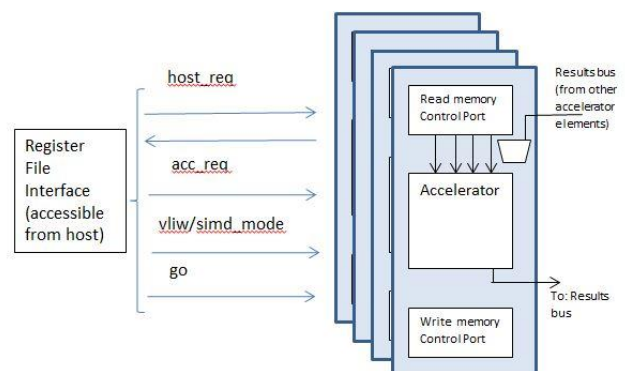 host_req
Register
File
Interface
(accessible
from host)
acc_req
vliw/simd_mode
go
Read memory
Control Port
Results bus
(from other
accelerator
elements)
Accelerator
To: Results
bus
Write memory
Control Port